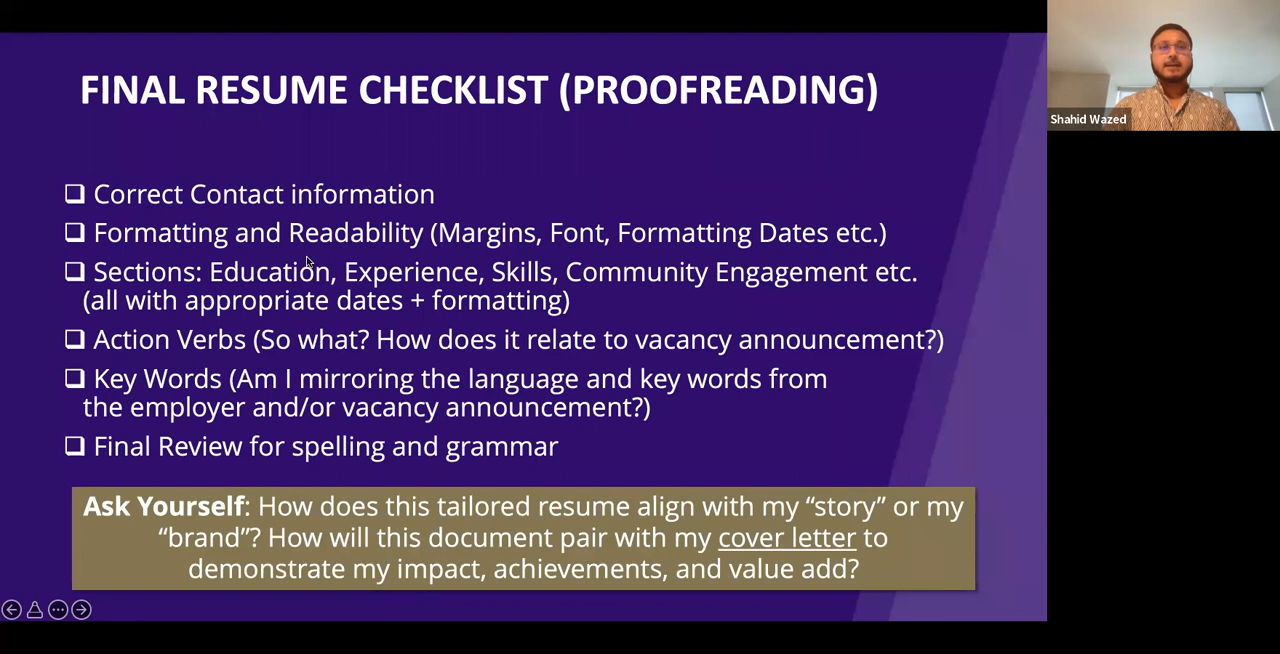 FINAL RESUME CHECKLIST (PROOFREADING)
Shahid Wazed
❑ Correct Contact information
❑ Formatting and Readability (Margins, Font, Formatting Dates etc.)
❑ Sections: Education, Experience, Skills, Community Engagement etc.
(all with appropriate dates + formatting)
❑ Action Verbs (So what? How does it relate to vacancy announcement?)
❑ Key Words (Am I mirroring the language and key words from
the employer and/or vacancy announcement?)
❑ Final Review for spelling and grammar
Ask Yourself: How does this tailored resume align with my “story” or my
“brand”? How will this document pair with my cover letter to
demonstrate my impact, achievements, and value add?